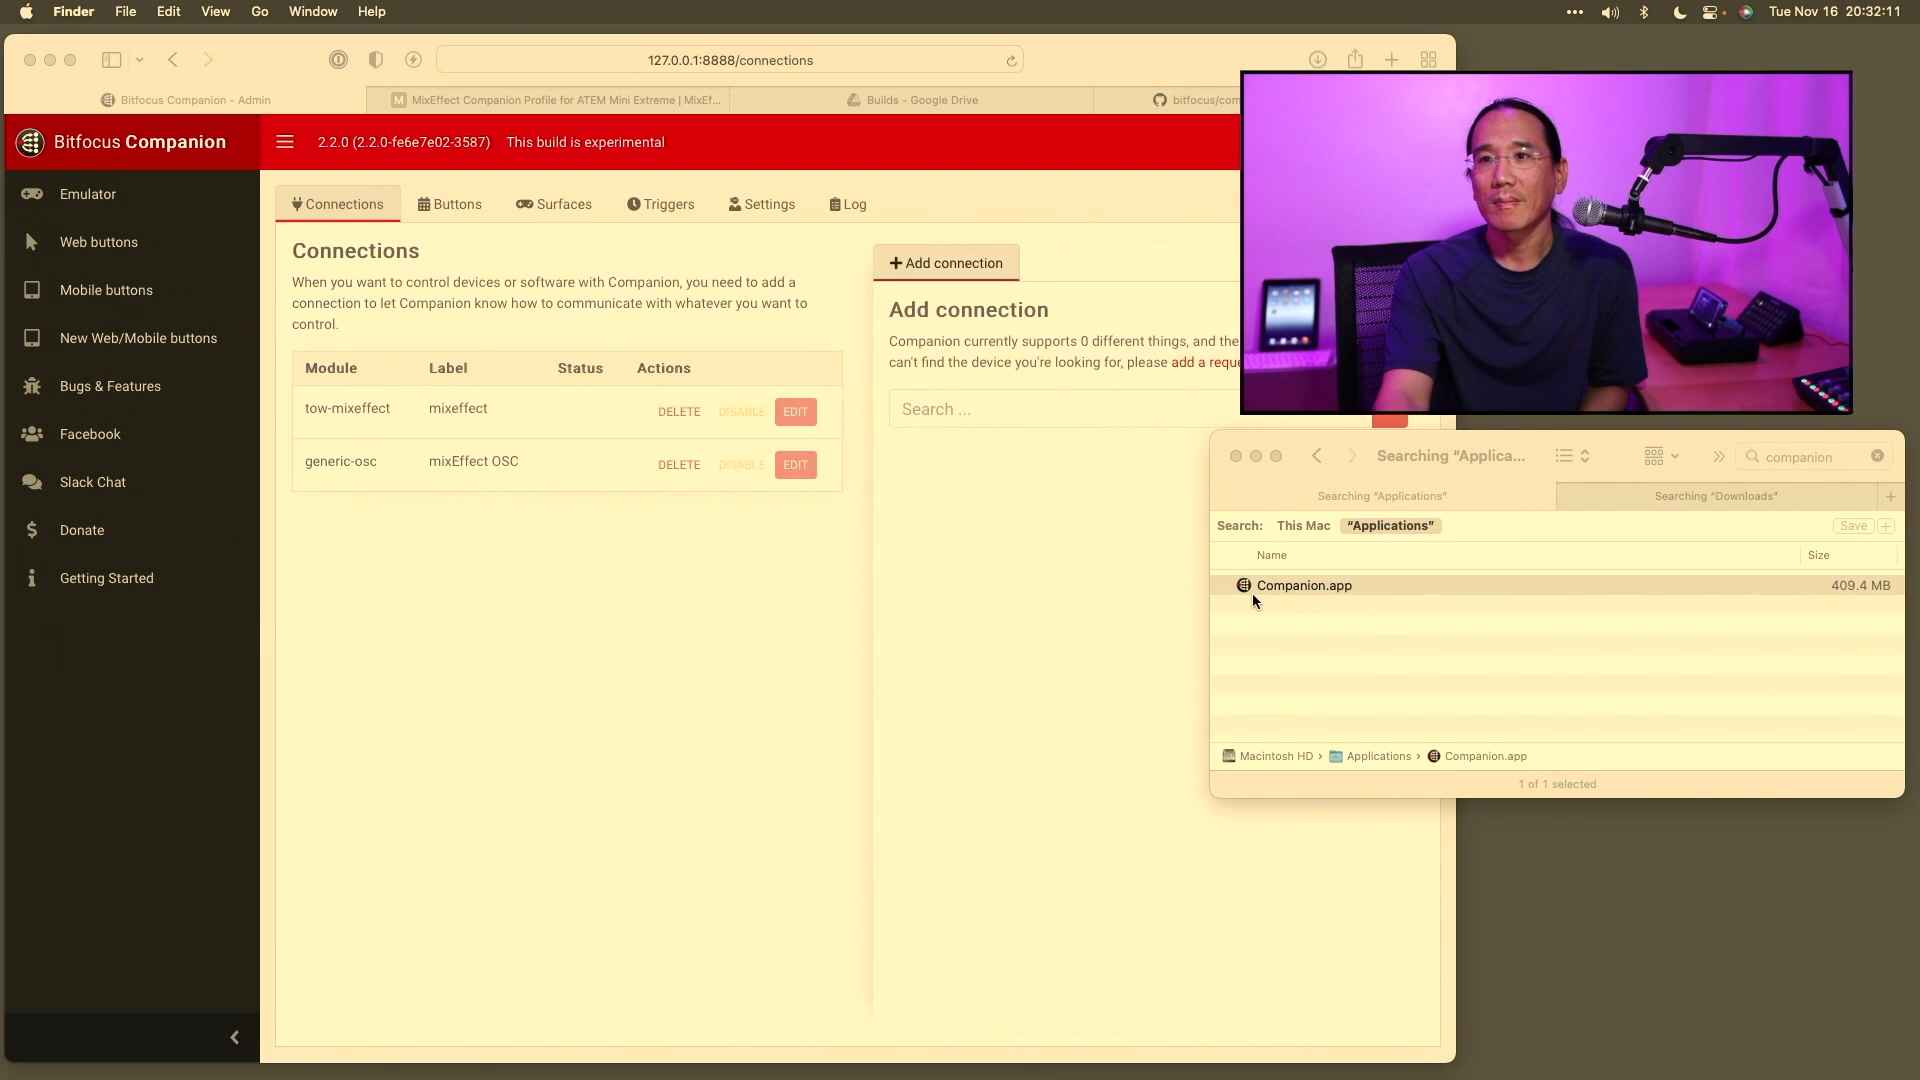 Finder File Edit View Go Window Help
Tue Nov 16 20:32:11
127.0.0.1:8888/connections
Bitfocus Companion - Admin
MixEffect Companion Profile for ATEM Mini Extreme | MixEf...
Builds - Google Drive
bitfocus/com
Bitfocus Companion
2.2.0 (2.2.0-fe6e7e02-3587) This build is experimental
Emulator
Web buttons
Mobile buttons
New Web/Mobile buttons
Bugs & Features
Facebook
Slack Chat
Donate
Getting Started
Connections
Buttons
Surfaces
Triggers
Settings
Log
Connections
When you want to control devices or software with Companion, you need to add a
connection to let Companion know how to communicate with whatever you want to
control.
Module Label Status Actions
tow-mixeffect mixeffect DELETE DISABLE EDIT
generic-osc mixEffect OSC DELETE DISABLE EDIT
Add connection
Add connection
Companion currently supports 0 different things, and the
can't find the device you're looking for, please add a reque
Search ...
Searching “Applica...
companion
Searching “Applications”
Searching “Downloads”
Search: This Mac “Applications”
Save
Name Size
Companion.app 409.4 MB
Macintosh HD › Applications › Companion.app
1 of 1 selected